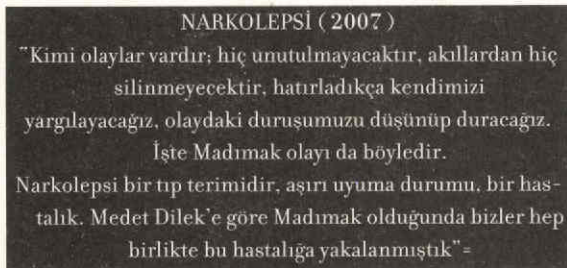 NARKOLEPSİ ( 2007 )
"Kimi olaylar vardır; hiç unutulmayacaktır, akıllardan hiç
silinmeyecektir, hatırladıkça kendimizi
yargılayacağız, olaydaki duruşumuzu düşünüp duracağız.
İşte Madımak olayı da böyledir.
Narkolepsi bir tıp terimidir, aşırı uyuma durumu, bir has-
talık. Medet Dilek'e göre Madımak olduğunda bizler hep
birlikte bu hastalığa yakalanmıştık"=